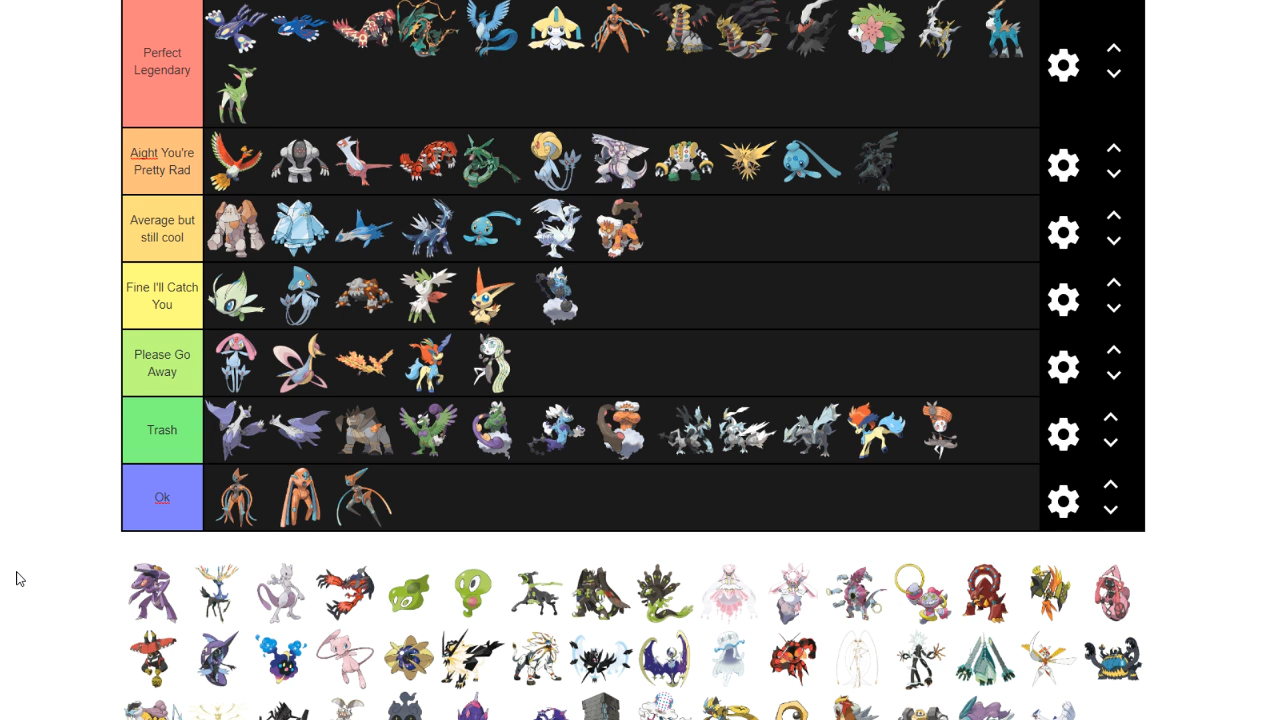 Perfect
Legendary
Aight You're
Pretty Rad
Average but
still cool
Fine I'll Catch
You
Please Go
Away
Trash
Ok